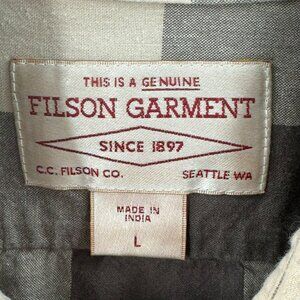 THIS IS A GENUINE
FILSON GARMENT
SINCE 1897
C.C. FILSON CO. SEATTLE WA
MADE IN
INDIA
L